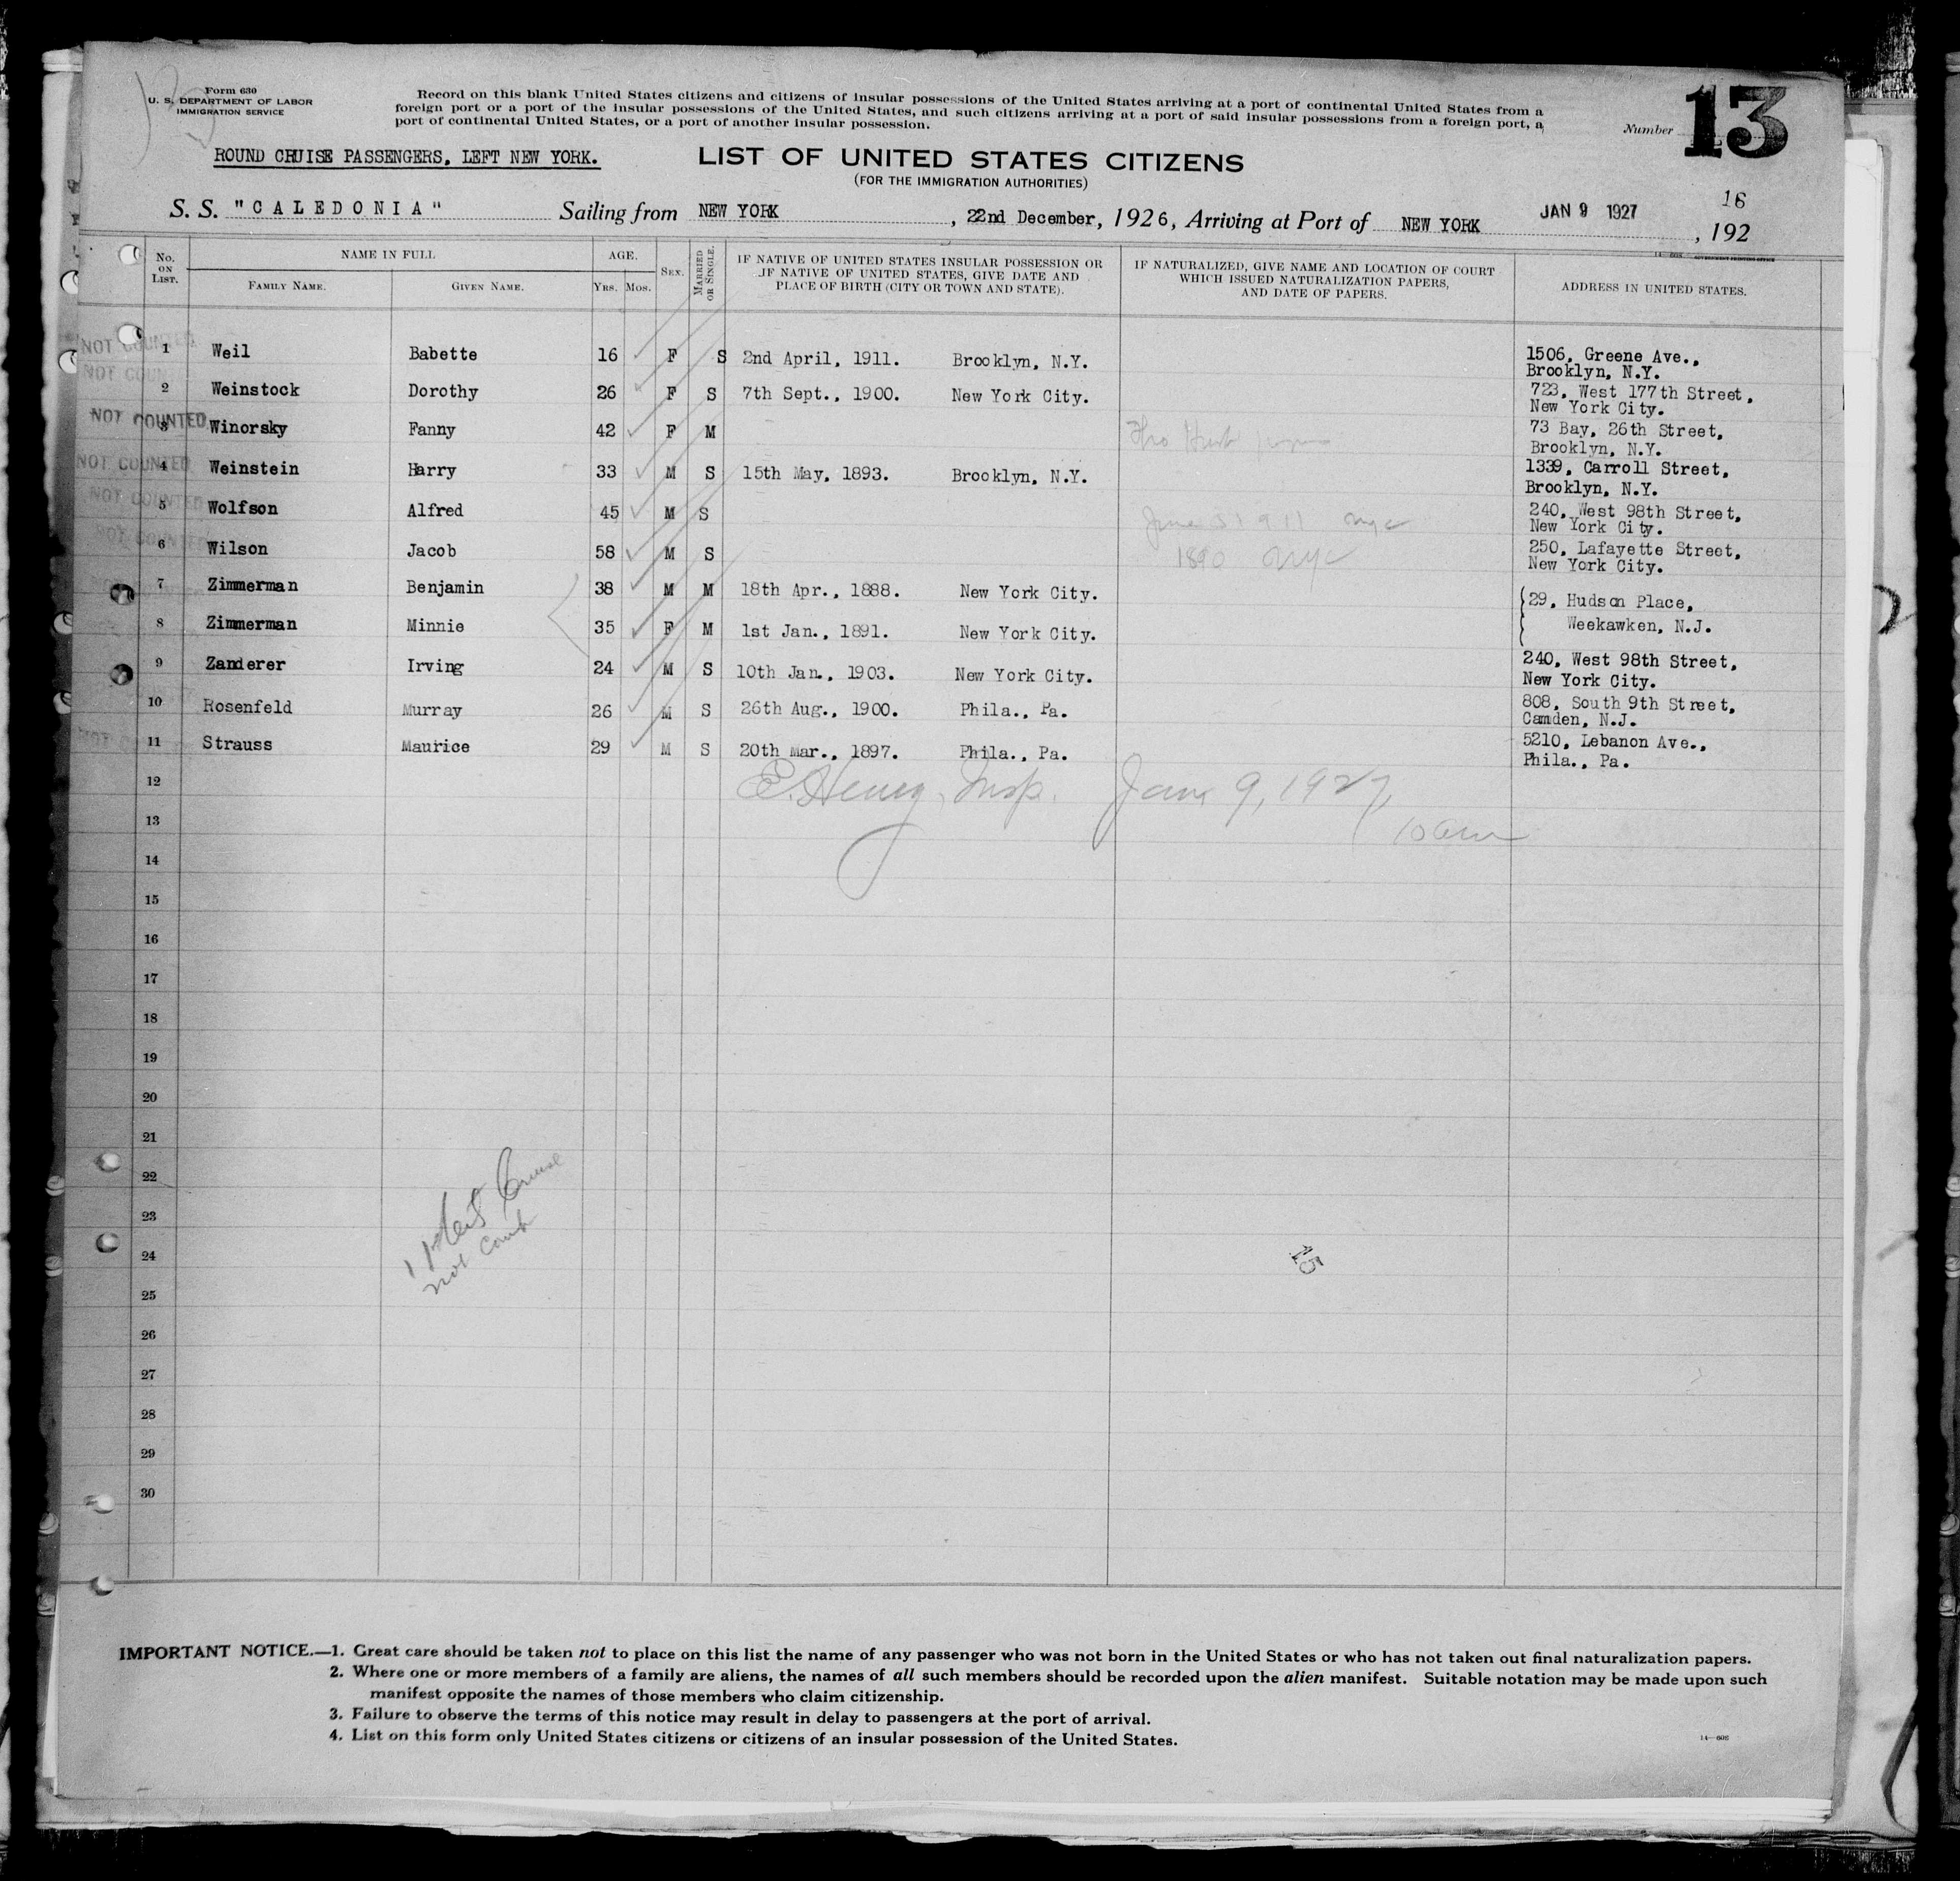 Form 630
U. S. DEPARTMENT OF LABOR
IMMIGRATION SERVICE
Record on this blank United States citizens and citizens of insular possessions of the United States arriving at a port of continental United States from a
foreign port or a port of the insular possessions of the United States, and such citizens arriving at a port of said insular possessions from a foreign port, a
port of continental United States, or a port of another insular possession.
Number 13
ROUND CRUISE PASSENGERS, LEFT NEW YORK.
LIST OF UNITED STATES CITIZENS
(FOR THE IMMIGRATION AUTHORITIES)
16
S. S. "CALEDONIA" Sailing from NEW YORK, 22nd December, 1926, Arriving at Port of NEW YORK JAN 9 1927, 192
No. ON LIST. NAME IN FULL FAMILY NAME. GIVEN NAME. AGE. YRS. MOS. SEX. MARRIED OR SINGLE.
IF NATIVE OF UNITED STATES INSULAR POSSESSION OR
IF NATIVE OF UNITED STATES, GIVE DATE AND
PLACE OF BIRTH (CITY OR TOWN AND STATE).
IF NATURALIZED, GIVE NAME AND LOCATION OF COURT
WHICH ISSUED NATURALIZATION PAPERS,
AND DATE OF PAPERS.
ADDRESS IN UNITED STATES.
NOT COUNTED 1 Weil Babette 16 F S 2nd April, 1911. Brooklyn, N.Y. 1506, Greene Ave.,
Brooklyn, N.Y.
NOT COUNTED 2 Weinstock Dorothy 26 F S 7th Sept., 1900. New York City. 723, West 177th Street,
New York City.
NOT COUNTED 3 Winorsky Fanny 42 F M 73 Bay, 26th Street,
Brooklyn, N.Y.
NOT COUNTED 4 Weinstein Harry 33 M S 15th May, 1893. Brooklyn, N.Y. 1339, Carroll Street,
Brooklyn, N.Y.
NOT COUNTED 5 Wolfson Alfred 45 M S 240, West 98th Street,
New York City.
NOT COUNTED 6 Wilson Jacob 58 M S 1890 NYC 250, Lafayette Street,
New York City.
7 Zimmerman Benjamin 38 M M 18th Apr., 1888. New York City. 29, Hudson Place,
8 Zimmerman Minnie 35 F M 1st Jan., 1891. New York City. Weekawken, N.J.
9 Zanderer Irving 24 M S 10th Jan., 1903. New York City. 240, West 98th Street,
New York City.
10 Rosenfeld Murray 26 M S 26th Aug., 1900. Phila., Pa. 808, South 9th Street,
Camden, N.J.
11 Strauss Maurice 29 M S 20th Mar., 1897. Phila., Pa. 5210, Lebanon Ave.,
Phila., Pa.
12 E. Henry, Insp. Jan 9, 1927,
13 10 am
14
15
16
17
18
19
20
21
22
23
24
25
26
27
28
29
30
Cruise
not Count
15
IMPORTANT NOTICE.—1. Great care should be taken not to place on this list the name of any passenger who was not born in the United States or who has not taken out final naturalization papers.
2. Where one or more members of a family are aliens, the names of all such members should be recorded upon the alien manifest. Suitable notation may be made upon such
manifest opposite the names of those members who claim citizenship.
3. Failure to observe the terms of this notice may result in delay to passengers at the port of arrival.
4. List on this form only United States citizens or citizens of an insular possession of the United States.
14—608